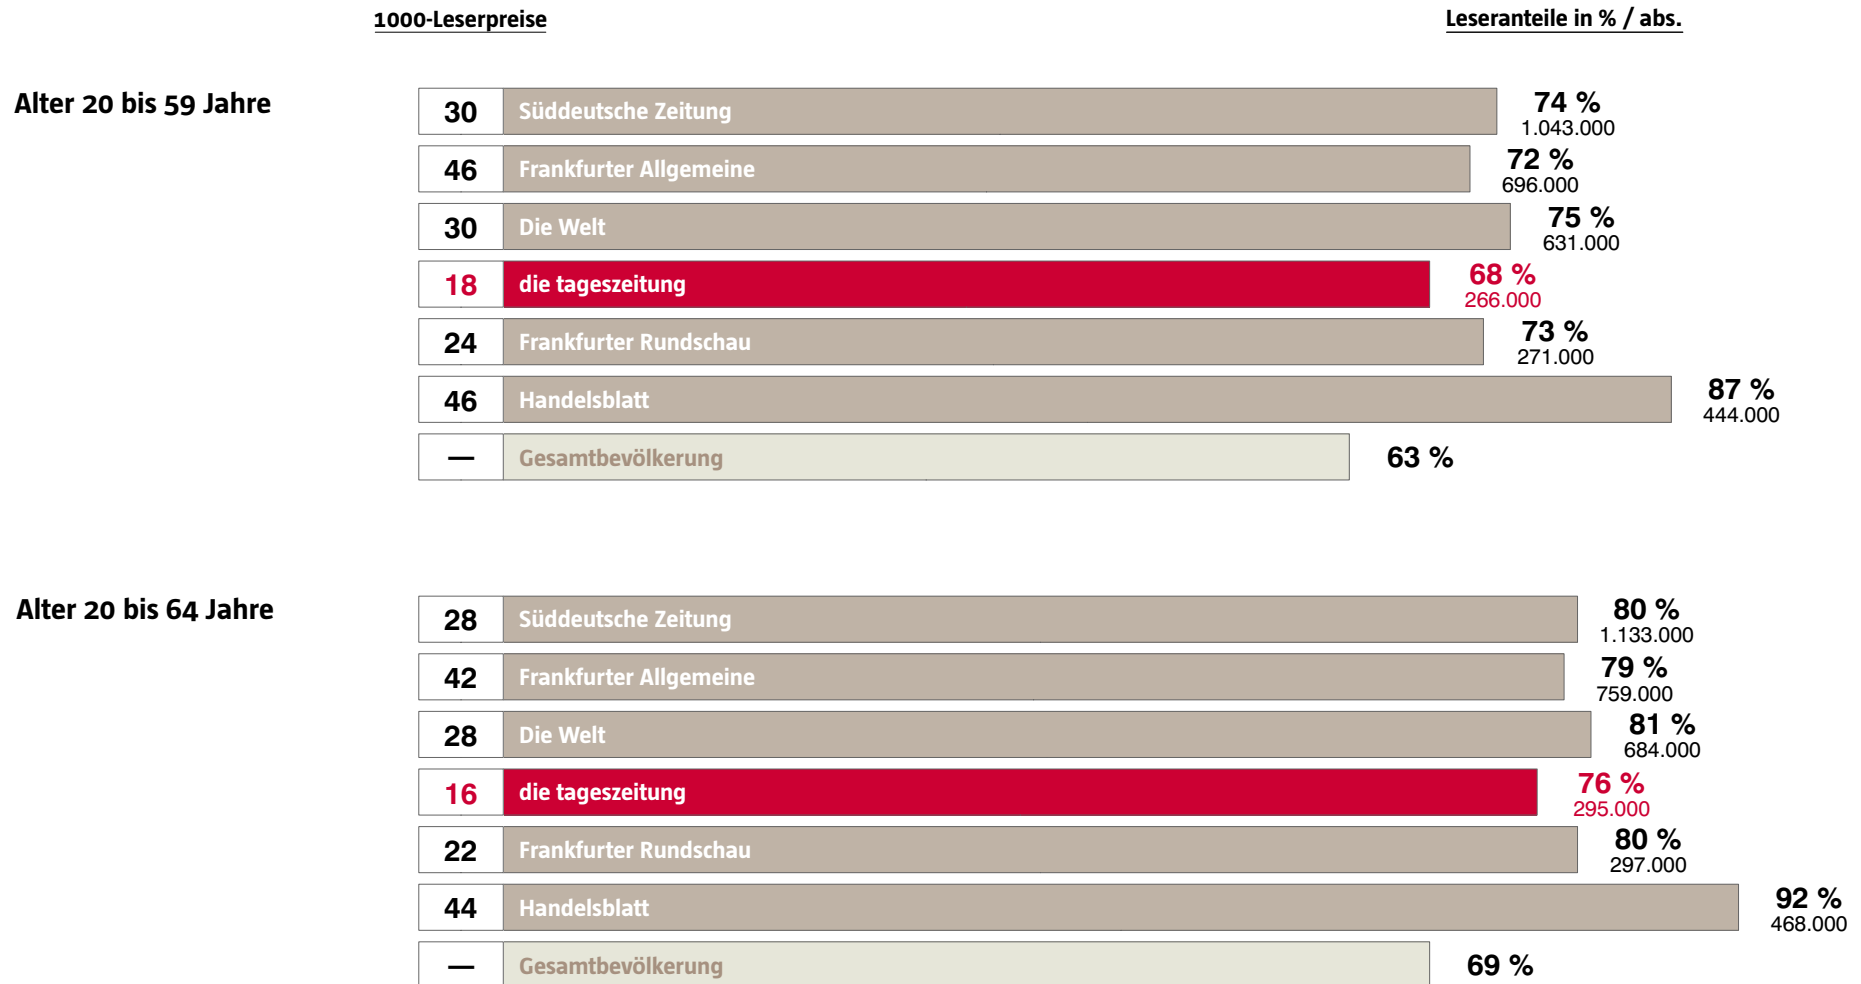 1000-Leserpreise
Leseranteile in % / abs.
Alter 20 bis 59 Jahre
30 Süddeutsche Zeitung 74 %
1.043.000
46 Frankfurter Allgemeine 72 %
696.000
30 Die Welt 75 %
631.000
18 die tageszeitung 68 %
266.000
24 Frankfurter Rundschau 73 %
271.000
46 Handelsblatt 87 %
444.000
— Gesamtbevölkerung 63 %
Alter 20 bis 64 Jahre
28 Süddeutsche Zeitung 80 %
1.133.000
42 Frankfurter Allgemeine 79 %
759.000
28 Die Welt 81 %
684.000
16 die tageszeitung 76 %
295.000
22 Frankfurter Rundschau 80 %
297.000
44 Handelsblatt 92 %
468.000
— Gesamtbevölkerung 69 %